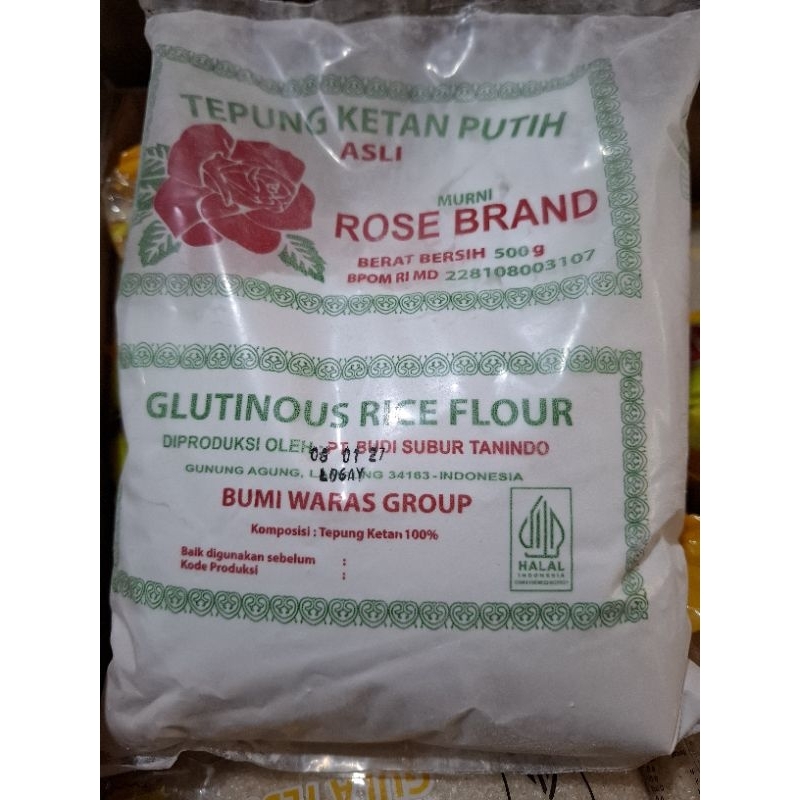 TEPUNG KETAN PUTIH
ASLI
MURNI
ROSE BRAND
BERAT BERSIH 500 g
BPOM RI MD 228108003107
GLUTINOUS RICE FLOUR
DIPRODUKSI OLEH : PT. BUDI SUBUR TANINDO
08 01 27
GUNUNG AGUNG, 34163-INDONESIA
BUMI WARAS GROUP
Komposisi : Tepung Ketan 100%
Baik digunakan sebelum :
Kode Produksi :
HALAL
INDONESIA
GULA